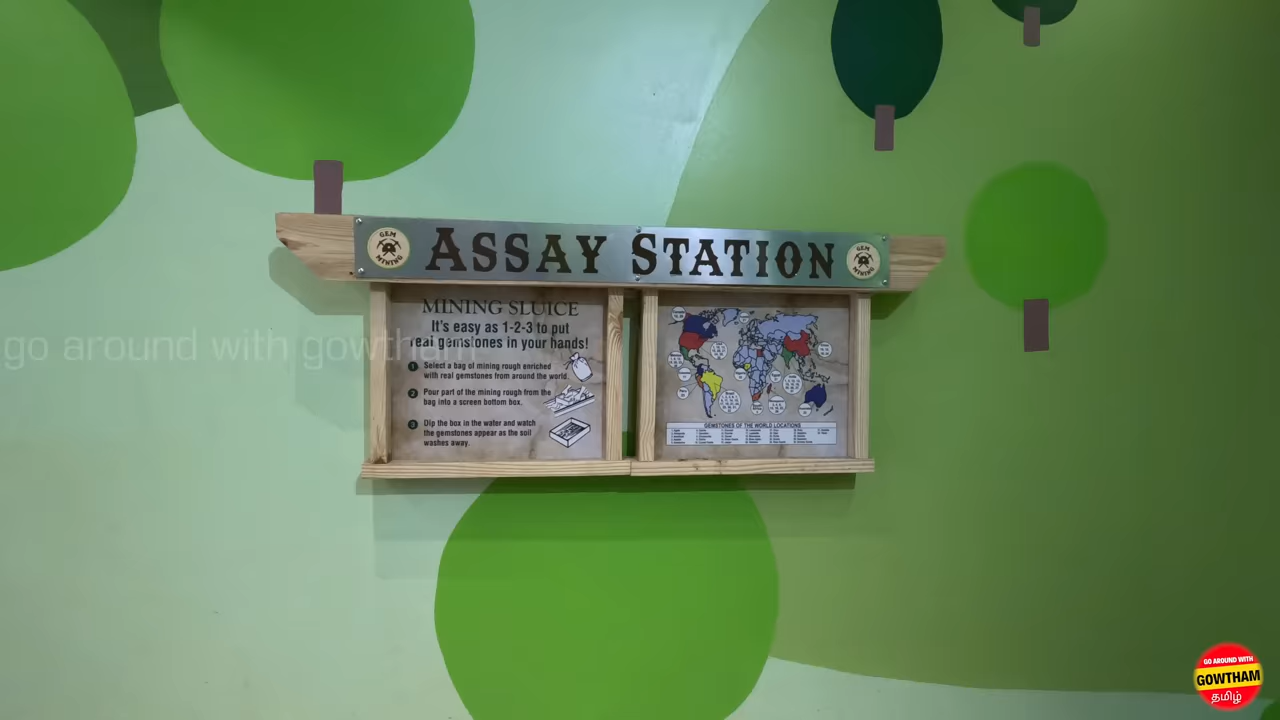 ASSAY STATION
GEM
MINING
GEM
MINING
MINING SLUICE
It's easy as 1-2-3 to put
real gemstones in your hands!
1 Select a bag of mining rough enriched
with real gemstones from around the world.
2 Pour part of the mining rough from the
bag into a screen bottom box.
3 Dip the box in the water and watch
the gemstones appear as the soil
washes away.
GEMSTONES OF THE WORLD LOCATIONS
go around with gowtham
GO AROUND WITH
GOWTHAM
தமிழ்